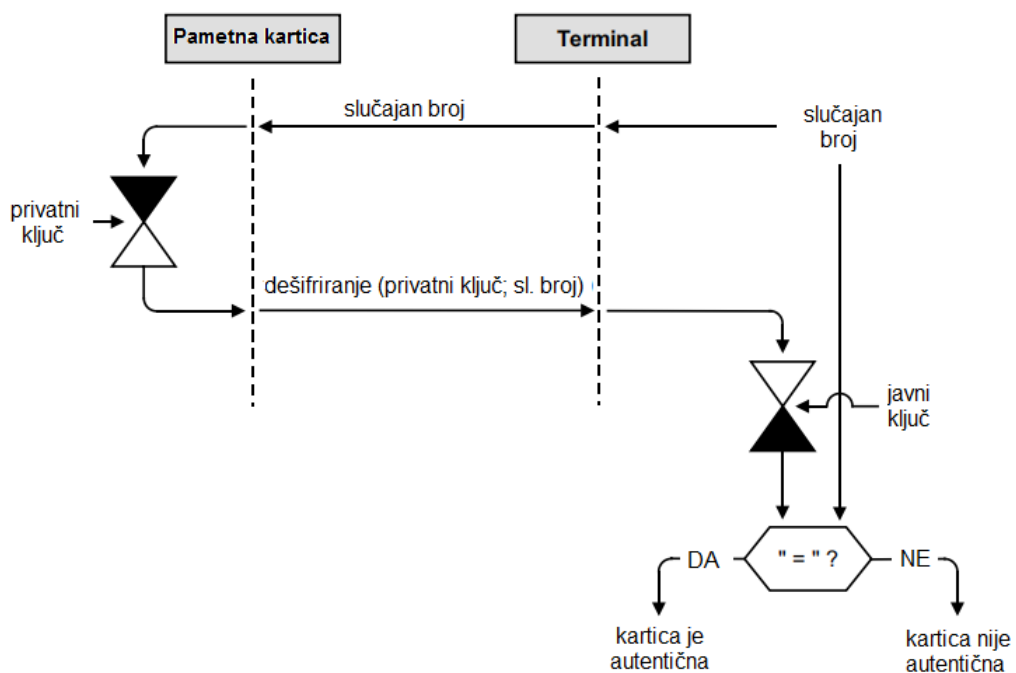 Pametna kartica
Terminal
slučajan broj
slučajan
broj
privatni
ključ
dešifriranje (privatni ključ; sl. broj)
javni
ključ
" = " ?
DA
NE
kartica je
autentična
kartica nije
autentična